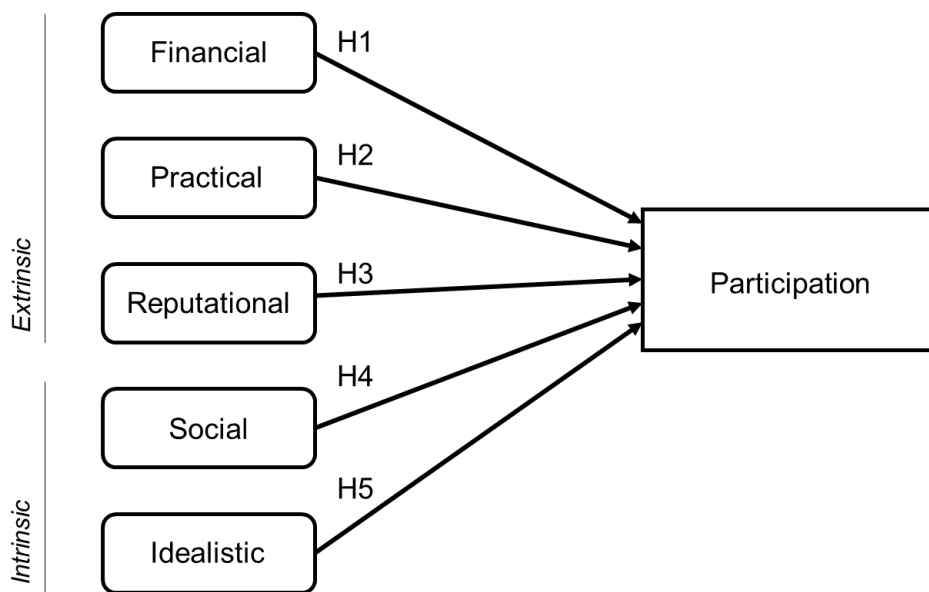 Financial
H1
Practical
H2
Extrinsic
Reputational
H3
Participation
Social
H4
Intrinsic
Idealistic
H5